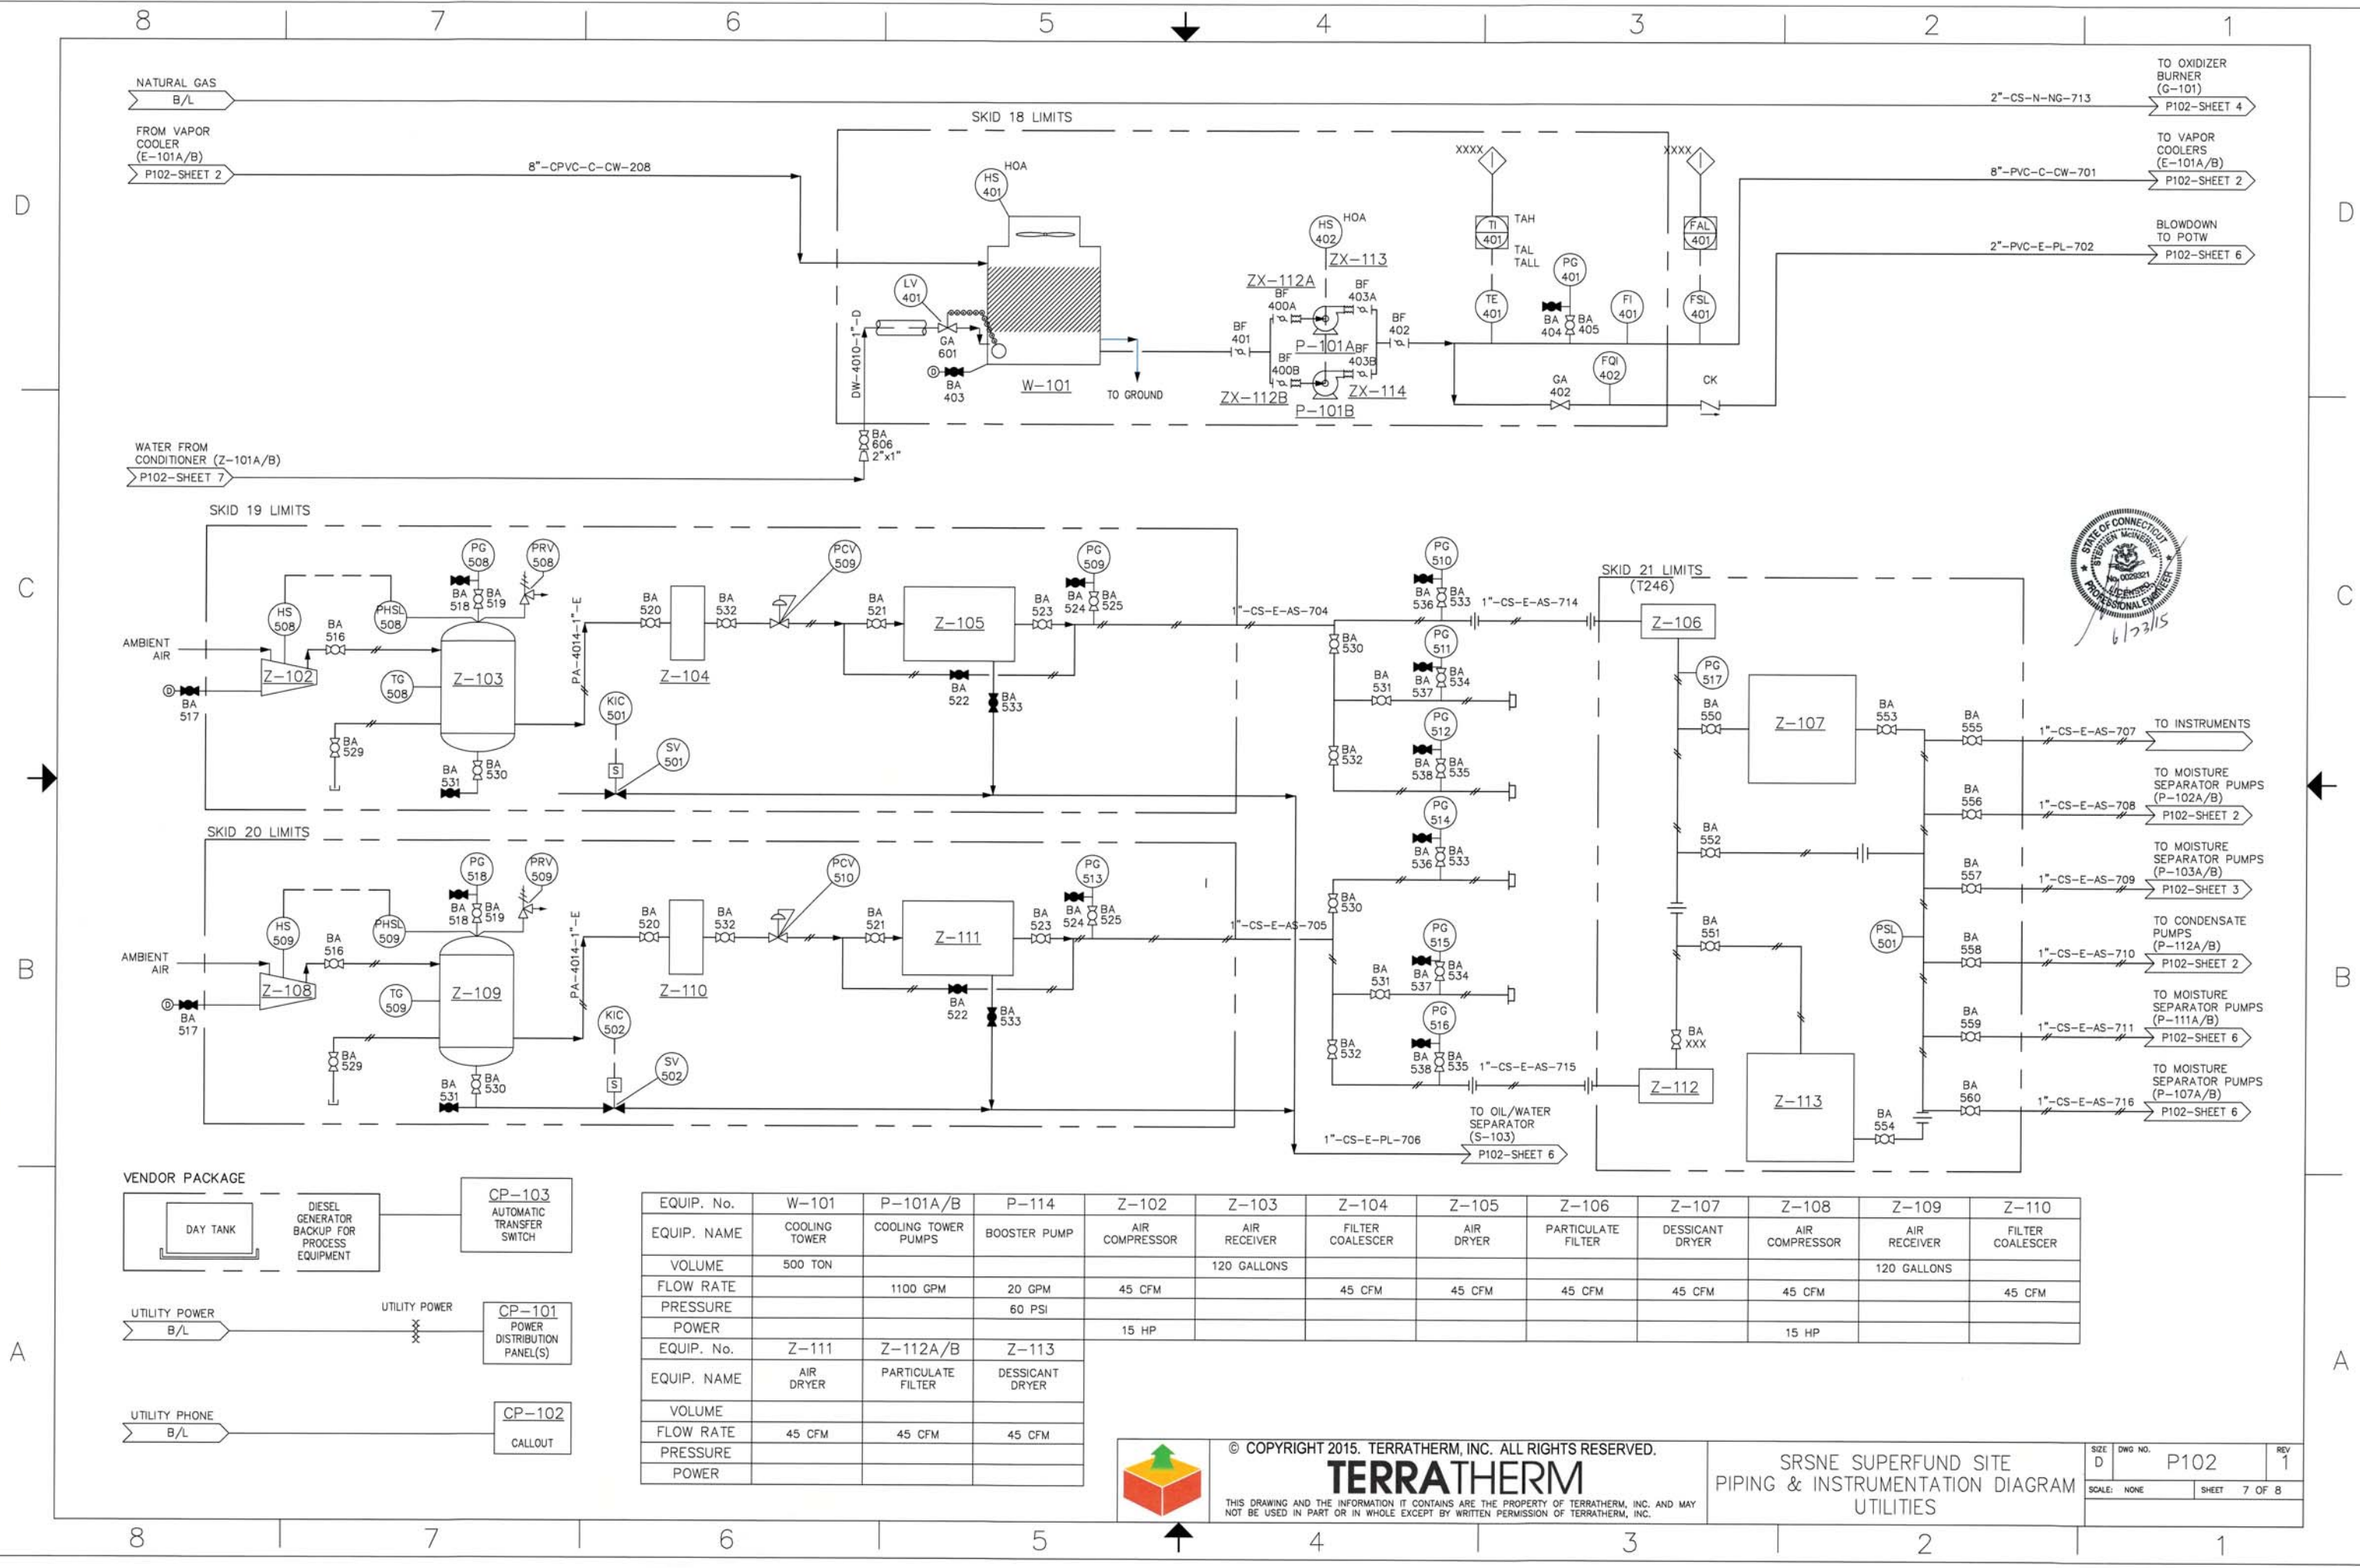 8 7 6 5 4 3 2 1
D
C
B
A
NATURAL GAS
B/L
2"-CS-N-NG-713
TO OXIDIZER
BURNER
(G-101)
P102-SHEET 4
FROM VAPOR
COOLER
(E-101A/B)
P102-SHEET 2
8"-CPVC-C-CW-208
SKID 18 LIMITS
HS
401
HOA
LV
401
GA
601
DW-4010-1"-D
D
BA
403
W-101
TO GROUND
BF
401
ZX-112A
BF
400A
HS
402
HOA
ZX-113
BF
403A
P-101A
BF
403B
BF
400B
ZX-112B
P-101B
ZX-114
BF
402
XXXX
I
TI
401
TAH
TAL
TALL
TE
401
PG
401
BA
404
BA
405
FI
401
XXXX
I
FAL
401
FSL
401
FQI
402
GA
402
CK
8"-PVC-C-CW-701
TO VAPOR
COOLERS
(E-101A/B)
P102-SHEET 2
2"-PVC-E-PL-702
BLOWDOWN
TO POTW
P102-SHEET 6
WATER FROM
CONDITIONER (Z-101A/B)
P102-SHEET 7
BA
606
2"x1"
SKID 19 LIMITS
AMBIENT
AIR
HS
508
Z-102
D
BA
517
BA
516
PHSL
508
PG
508
BA
518
BA
519
PRV
508
TG
508
Z-103
BA
529
BA
531
BA
530
PA-4014-1"-E
BA
520
Z-104
BA
532
PCV
509
BA
521
Z-105
BA
522
BA
533
BA
523
PG
509
BA
524
BA
525
KIC
501
S
SV
501
1"-CS-E-AS-704
PG
510
BA
536
BA
533
1"-CS-E-AS-714
BA
530
PG
511
BA
531
BA
537
BA
534
PG
512
BA
532
BA
538
BA
535
SKID 20 LIMITS
AMBIENT
AIR
HS
509
Z-108
D
BA
517
BA
516
PHSL
509
PG
518
BA
518
BA
519
PRV
509
TG
509
Z-109
BA
529
BA
531
BA
530
PA-4014-1"-E
BA
520
Z-110
BA
532
PCV
510
BA
521
Z-111
BA
522
BA
533
BA
523
PG
513
BA
524
BA
525
KIC
502
S
SV
502
1"-CS-E-AS-705
PG
514
BA
536
BA
533
BA
530
PG
515
BA
531
BA
537
BA
534
PG
516
BA
532
BA
538
BA
535
1"-CS-E-AS-715
1"-CS-E-PL-706
TO OIL/WATER
SEPARATOR
(S-103)
P102-SHEET 6
SKID 21 LIMITS
(T246)
Z-106
PG
517
BA
550
Z-107
BA
553
BA
552
BA
551
BA
XXX
Z-112
Z-113
BA
554
PSL
501
BA
555
1"-CS-E-AS-707
TO INSTRUMENTS
BA
556
1"-CS-E-AS-708
TO MOISTURE
SEPARATOR PUMPS
(P-102A/B)
P102-SHEET 2
BA
557
1"-CS-E-AS-709
TO MOISTURE
SEPARATOR PUMPS
(P-103A/B)
P102-SHEET 3
BA
558
1"-CS-E-AS-710
TO CONDENSATE
PUMPS
(P-112A/B)
P102-SHEET 2
BA
559
1"-CS-E-AS-711
TO MOISTURE
SEPARATOR PUMPS
(P-111A/B)
P102-SHEET 6
BA
560
1"-CS-E-AS-716
TO MOISTURE
SEPARATOR PUMPS
(P-107A/B)
P102-SHEET 6
STATE OF CONNECTICUT
STEPHEN McINERNEY
No. 0029321
LICENSED
PROFESSIONAL ENGINEER
6/23/15
VENDOR PACKAGE
DAY TANK
DIESEL
GENERATOR
BACKUP FOR
PROCESS
EQUIPMENT
CP-103
AUTOMATIC
TRANSFER
SWITCH
UTILITY POWER
B/L
UTILITY POWER
CP-101
POWER
DISTRIBUTION
PANEL(S)
UTILITY PHONE
B/L
CP-102
CALLOUT
EQUIP. No. W-101 P-101A/B P-114 Z-102 Z-103 Z-104 Z-105 Z-106 Z-107 Z-108 Z-109 Z-110
EQUIP. NAME COOLING TOWER COOLING TOWER PUMPS BOOSTER PUMP AIR COMPRESSOR AIR RECEIVER FILTER COALESCER AIR DRYER PARTICULATE FILTER DESSICANT DRYER AIR COMPRESSOR AIR RECEIVER FILTER COALESCER
VOLUME 500 TON 120 GALLONS 120 GALLONS
FLOW RATE 1100 GPM 20 GPM 45 CFM 45 CFM 45 CFM 45 CFM 45 CFM 45 CFM 45 CFM
PRESSURE 60 PSI
POWER 15 HP 15 HP
EQUIP. No. Z-111 Z-112A/B Z-113
EQUIP. NAME AIR DRYER PARTICULATE FILTER DESSICANT DRYER
VOLUME
FLOW RATE 45 CFM 45 CFM 45 CFM
PRESSURE
POWER
© COPYRIGHT 2015. TERRATHERM, INC. ALL RIGHTS RESERVED.
TERRATHERM
THIS DRAWING AND THE INFORMATION IT CONTAINS ARE THE PROPERTY OF TERRATHERM, INC. AND MAY
NOT BE USED IN PART OR IN WHOLE EXCEPT BY WRITTEN PERMISSION OF TERRATHERM, INC.
SRSNE SUPERFUND SITE
PIPING & INSTRUMENTATION DIAGRAM
UTILITIES
SIZE
D
DWG NO.
P102
REV
1
SCALE: NONE
SHEET 7 OF 8
D
C
B
A
8 7 6 5 4 3 2 1